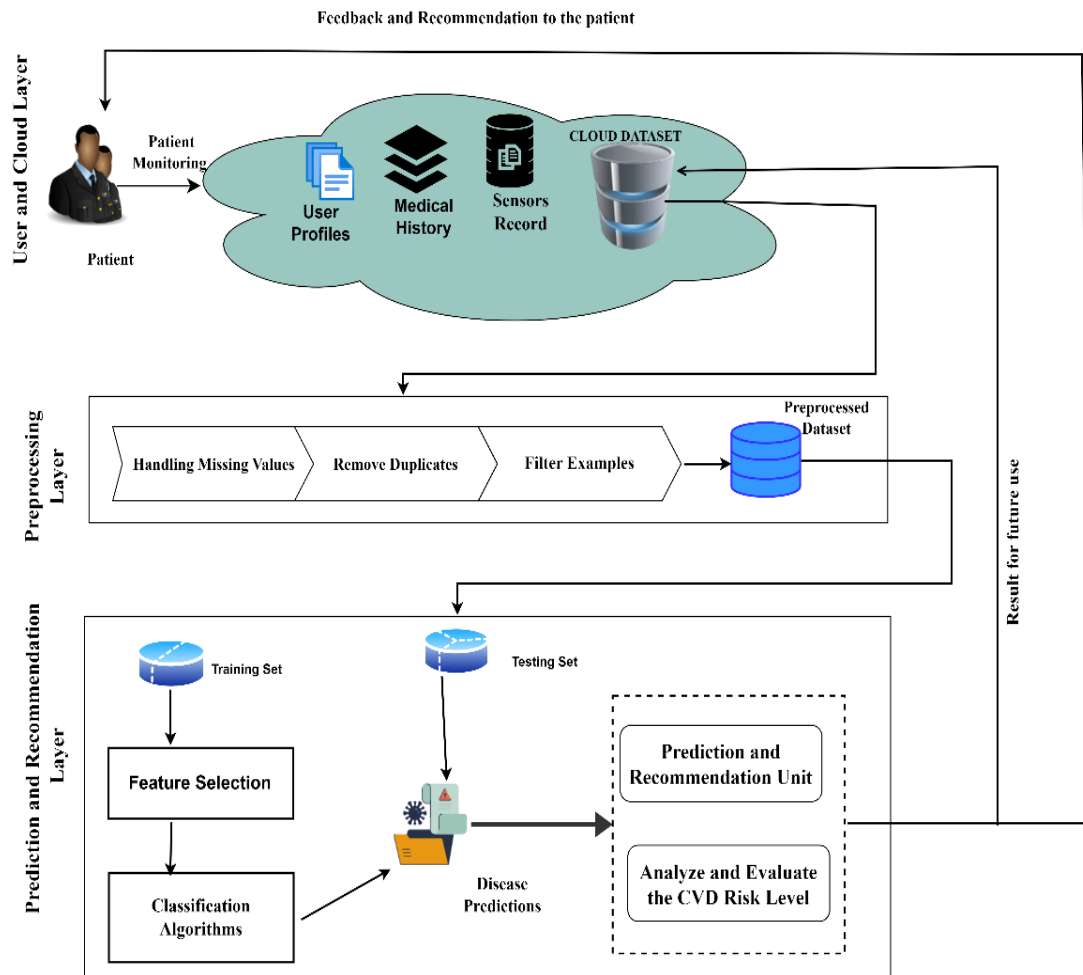 Feedback and Recommendation to the patient
User and Cloud Layer
Patient
Monitoring
Patient
User
Profiles
Medical
History
Sensors
Record
CLOUD DATASET
Preprocessing
Layer
Handling Missing Values
Remove Duplicates
Filter Examples
Preprocessed
Dataset
Result for future use
Prediction and Recommendation
Layer
Training Set
Testing Set
Feature Selection
Classification
Algorithms
Disease
Predictions
Prediction and
Recommendation Unit
Analyze and Evaluate
the CVD Risk Level